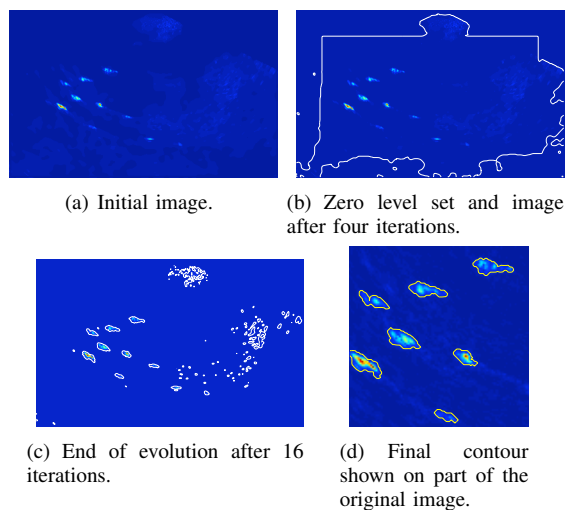 (a) Initial image.
(b) Zero level set and image
after four iterations.
(c) End of evolution after 16
iterations.
(d) Final contour
shown on part of the
original image.